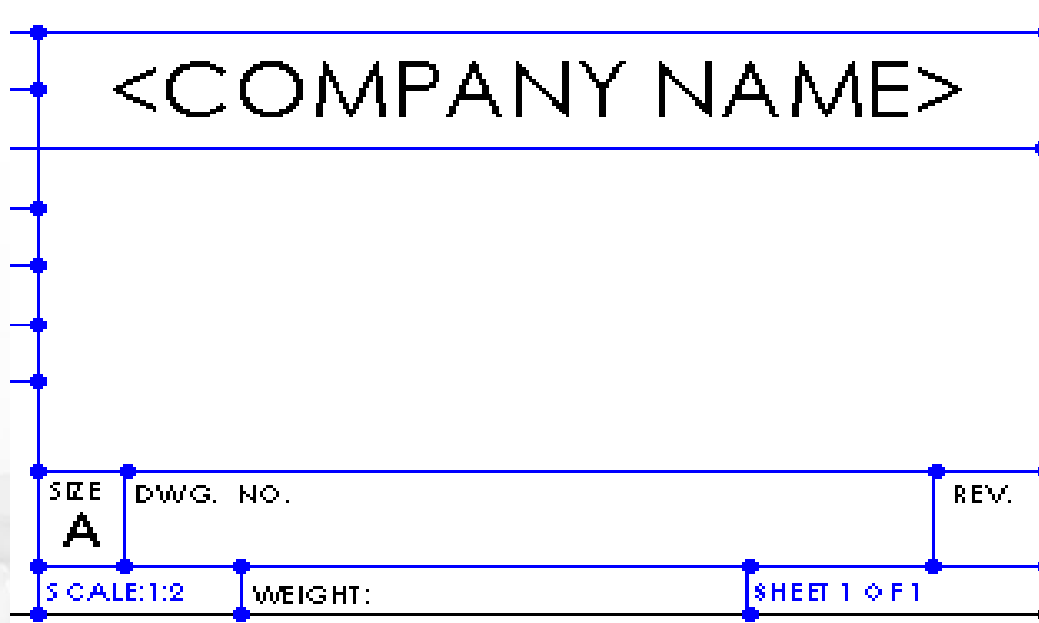 <COMPANY NAME>
SIZE
DWG. NO.
REV.
A
SCALE:1:2
WEIGHT:
SHEET 1 OF 1